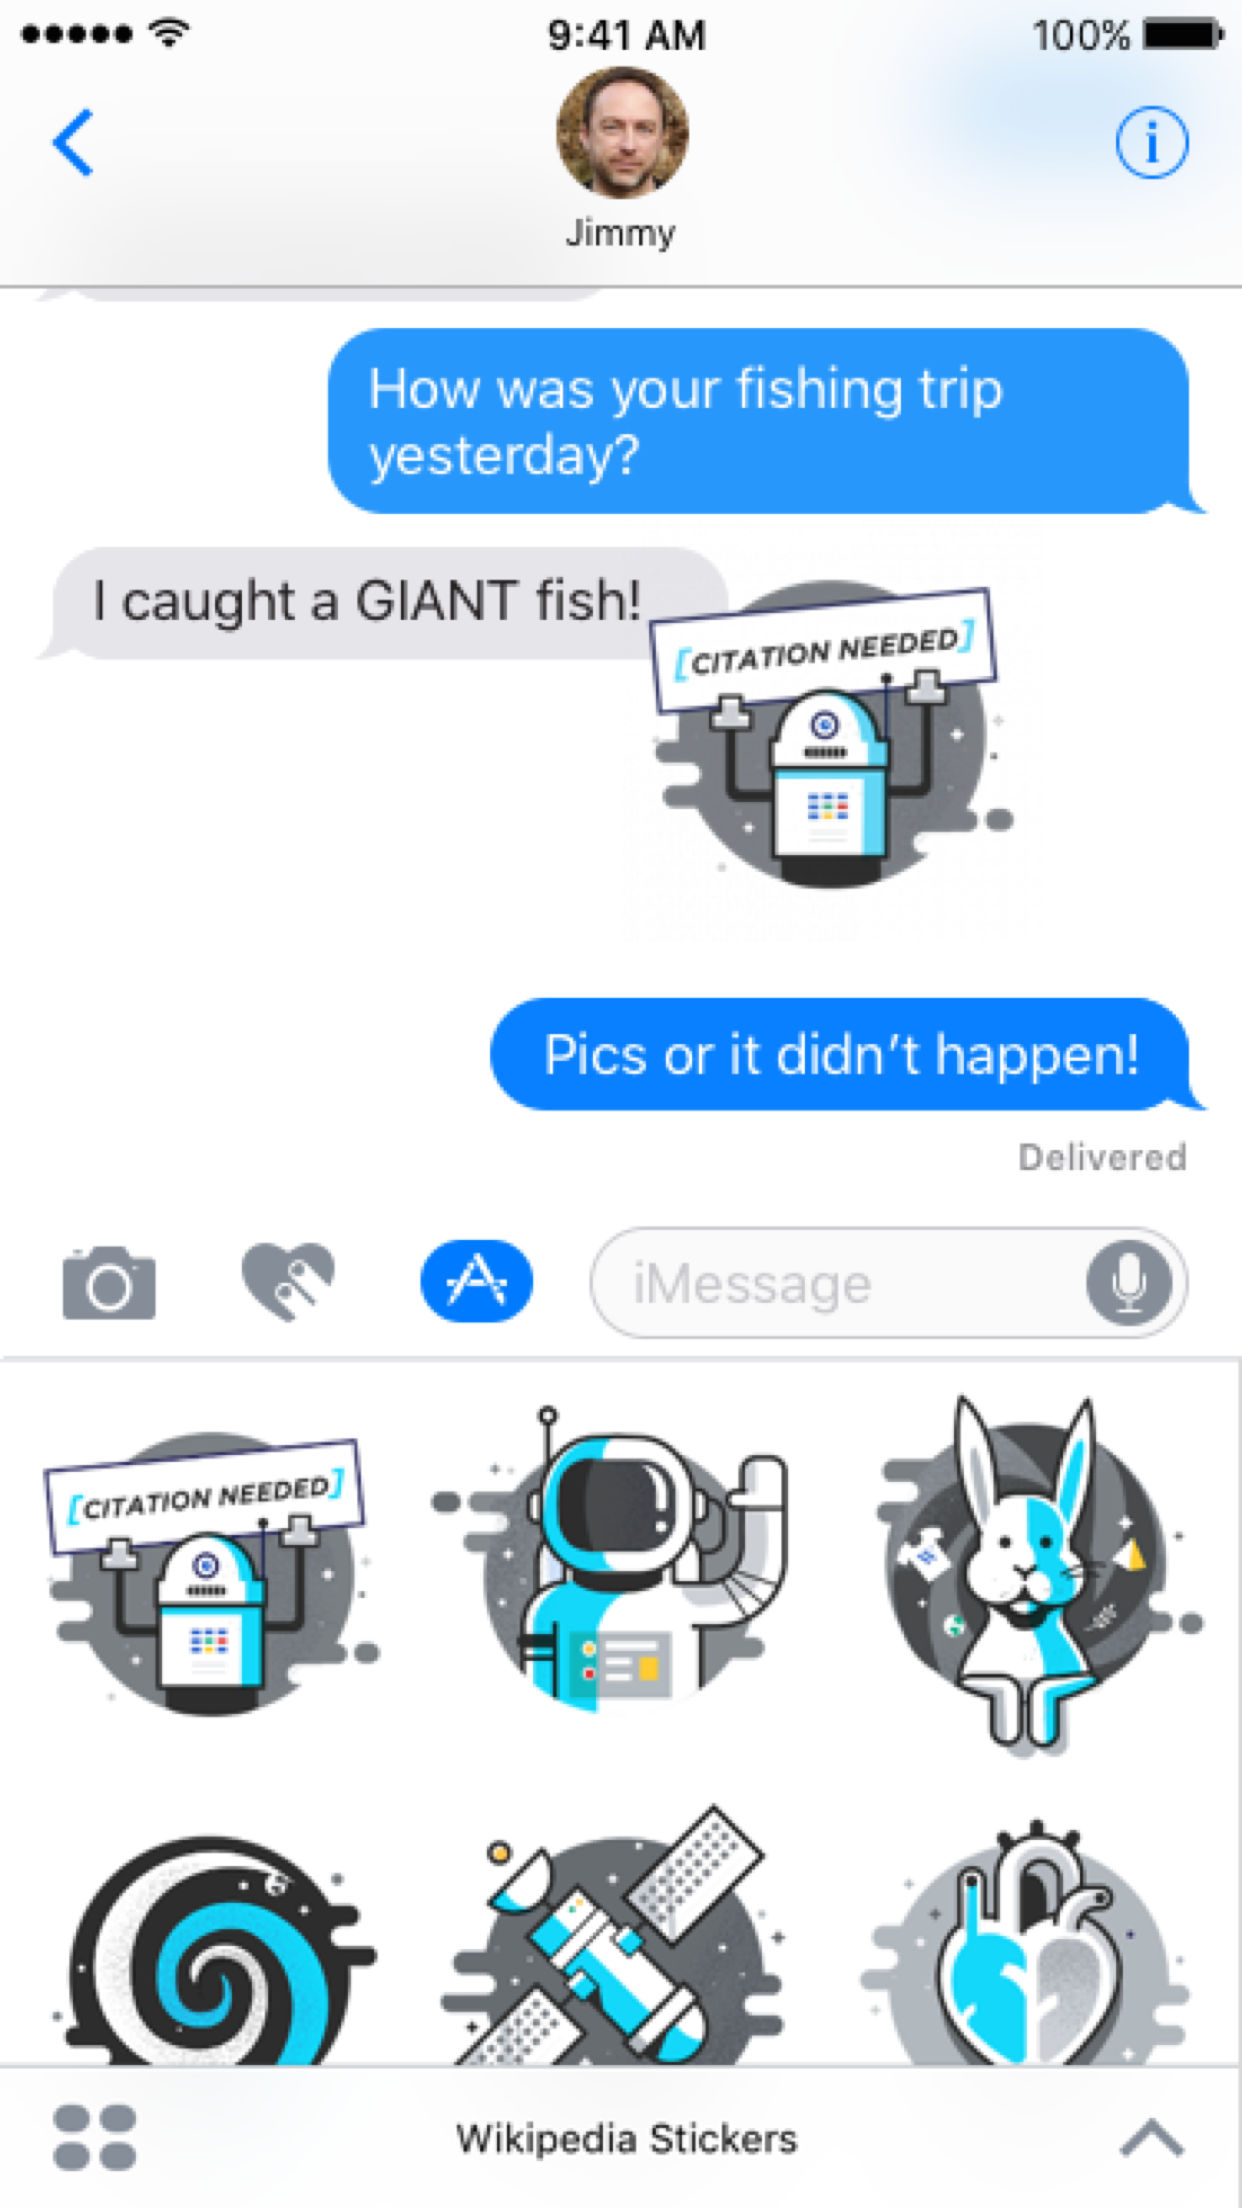 9:41 AM
100%
Jimmy
How was your fishing trip
yesterday?
I caught a GIANT fish!
[CITATION NEEDED]
Pics or it didn't happen!
Delivered
iMessage
[CITATION NEEDED]
Wikipedia Stickers